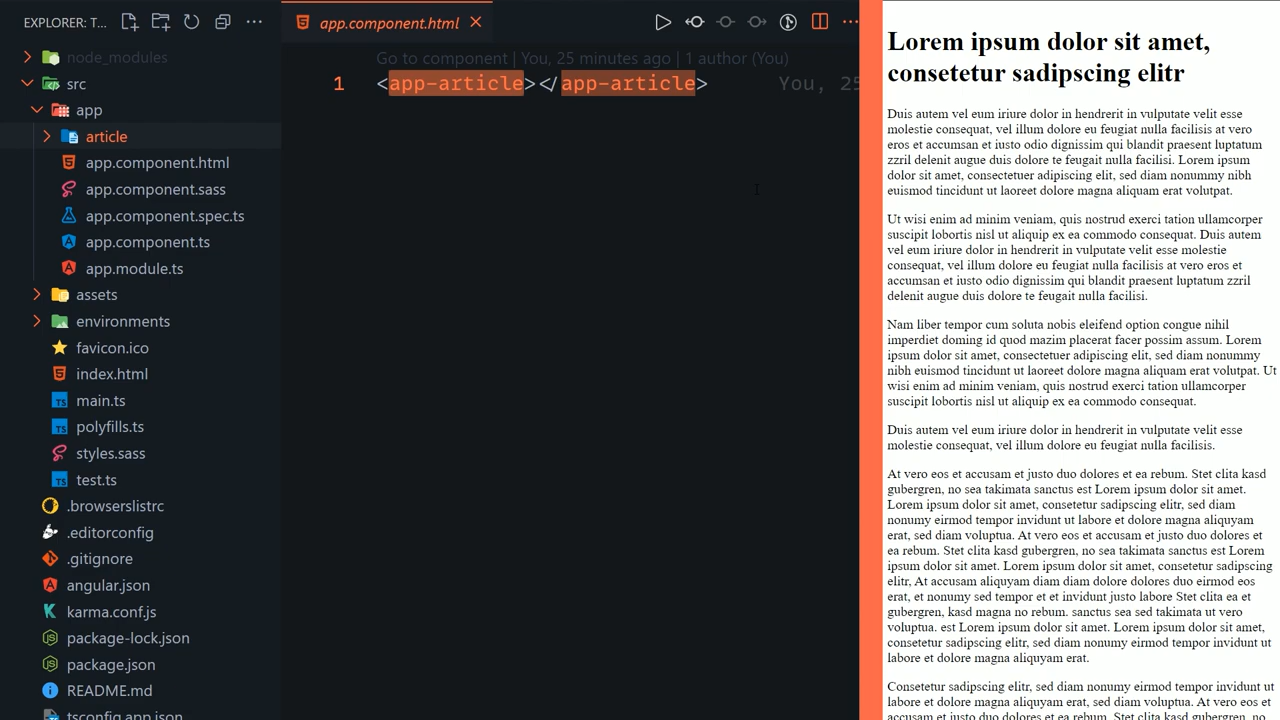 EXPLORER: T...
node_modules
src
app
article
app.component.html
app.component.sass
app.component.spec.ts
app.component.ts
app.module.ts
assets
environments
favicon.ico
index.html
main.ts
polyfills.ts
styles.sass
test.ts
.browserslistrc
.editorconfig
.gitignore
angular.json
karma.conf.js
package-lock.json
package.json
README.md
tsconfig.app.json
app.component.html
Go to component | You, 25 minutes ago | 1 author (You)
1 <app-article></app-article> You, 25
Lorem ipsum dolor sit amet,
consetetur sadipscing elitr
Duis autem vel eum iriure dolor in hendrerit in vulputate velit esse
molestie consequat, vel illum dolore eu feugiat nulla facilisis at vero
eros et accumsan et iusto odio dignissim qui blandit praesent luptatum
zzril delenit augue duis dolore te feugait nulla facilisi. Lorem ipsum
dolor sit amet, consectetuer adipiscing elit, sed diam nonummy nibh
euismod tincidunt ut laoreet dolore magna aliquam erat volutpat.
Ut wisi enim ad minim veniam, quis nostrud exerci tation ullamcorper
suscipit lobortis nisl ut aliquip ex ea commodo consequat. Duis autem
vel eum iriure dolor in hendrerit in vulputate velit esse molestie
consequat, vel illum dolore eu feugiat nulla facilisis at vero eros et
accumsan et iusto odio dignissim qui blandit praesent luptatum zzril
delenit augue duis dolore te feugait nulla facilisi.
Nam liber tempor cum soluta nobis eleifend option congue nihil
imperdiet doming id quod mazim placerat facer possim assum. Lorem
ipsum dolor sit amet, consectetuer adipiscing elit, sed diam nonummy
nibh euismod tincidunt ut laoreet dolore magna aliquam erat volutpat. Ut
wisi enim ad minim veniam, quis nostrud exerci tation ullamcorper
suscipit lobortis nisl ut aliquip ex ea commodo consequat.
Duis autem vel eum iriure dolor in hendrerit in vulputate velit esse
molestie consequat, vel illum dolore eu feugiat nulla facilisis.
At vero eos et accusam et justo duo dolores et ea rebum. Stet clita kasd
gubergren, no sea takimata sanctus est Lorem ipsum dolor sit amet.
Lorem ipsum dolor sit amet, consetetur sadipscing elitr, sed diam
nonumy eirmod tempor invidunt ut labore et dolore magna aliquyam
erat, sed diam voluptua. At vero eos et accusam et justo duo dolores et
ea rebum. Stet clita kasd gubergren, no sea takimata sanctus est Lorem
ipsum dolor sit amet. Lorem ipsum dolor sit amet, consetetur sadipscing
elitr, At accusam aliquyam diam diam dolore dolores duo eirmod eos
erat, et nonumy sed tempor et et invidunt justo labore Stet clita ea et
gubergren, kasd magna no rebum. sanctus sea sed takimata ut vero
voluptua. est Lorem ipsum dolor sit amet. Lorem ipsum dolor sit amet,
consetetur sadipscing elitr, sed diam nonumy eirmod tempor invidunt ut
labore et dolore magna aliquyam erat.
Consetetur sadipscing elitr, sed diam nonumy eirmod tempor invidunt ut
labore et dolore magna aliquyam erat, sed diam voluptua. At vero eos et